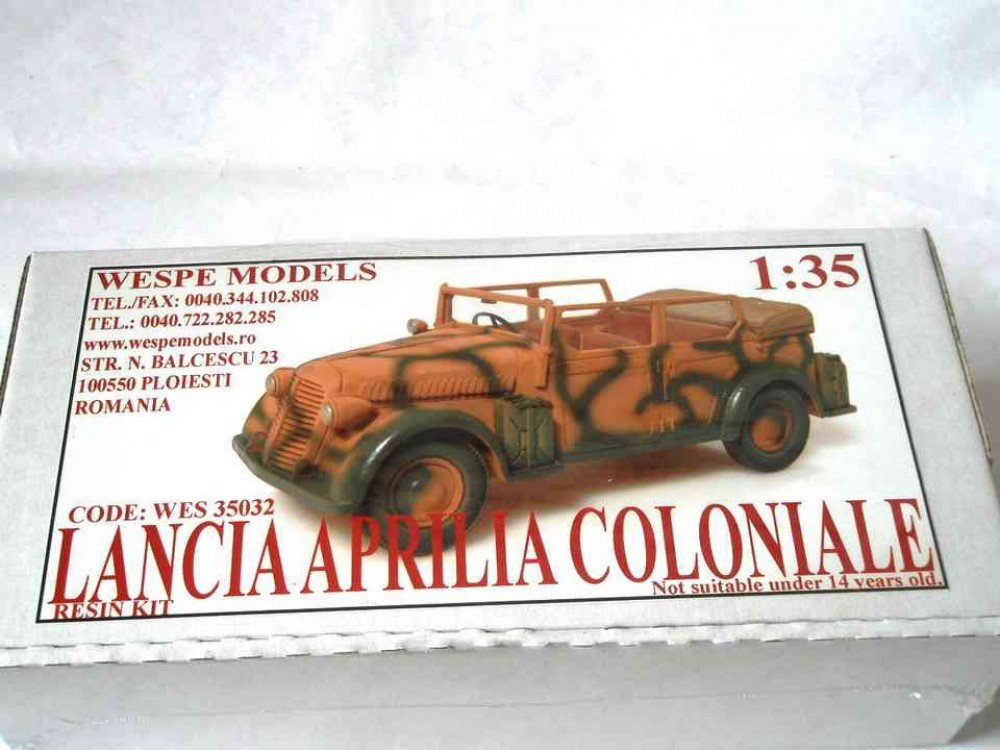 WESPE MODELS
1:35
TEL./FAX: 0040.344.102.808
TEL.: 0040.722.282.285
www.wespemodels.ro
STR. N. BALCESCU 23
100550 PLOIESTI
ROMANIA
CODE: WES 35032
LANCIA APRILIA COLONIALE
RESIN KIT
Not suitable under 14 years old.